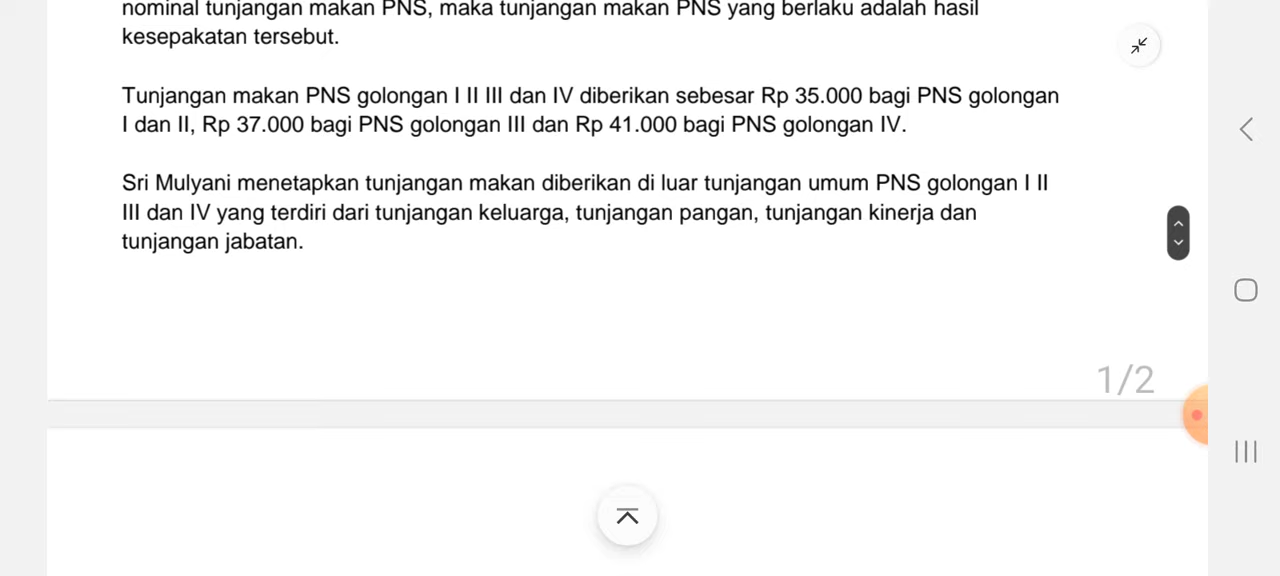 nominal tunjangan makan PNS, maka tunjangan makan PNS yang berlaku adalah hasil
kesepakatan tersebut.
Tunjangan makan PNS golongan I II III dan IV diberikan sebesar Rp 35.000 bagi PNS golongan
I dan II, Rp 37.000 bagi PNS golongan III dan Rp 41.000 bagi PNS golongan IV.
Sri Mulyani menetapkan tunjangan makan diberikan di luar tunjangan umum PNS golongan I II
III dan IV yang terdiri dari tunjangan keluarga, tunjangan pangan, tunjangan kinerja dan
tunjangan jabatan.
1/2